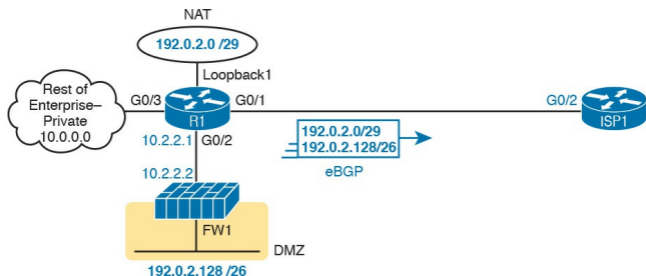 NAT
192.0.2.0 /29
Loopback1
Rest of
Enterprise–
Private
10.0.0.0
G0/3
G0/1
G0/2
R1
ISP1
10.2.2.1
G0/2
192.0.2.0/29
192.0.2.128/26
eBGP
10.2.2.2
FW1
DMZ
192.0.2.128 /26